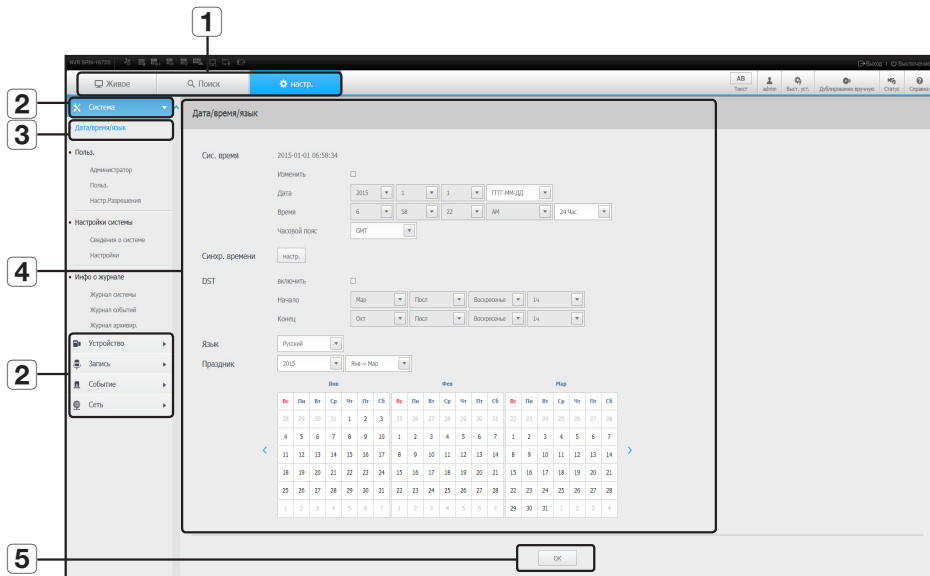 1
NVR SRN-1673S
Выход | Выключение
Живое Поиск настр.
AB Текст admin Быст. уст. Дублирование вручную Статус Справка
2 Система
3 Дата/время/язык
Дата/время/язык
• Польз.
Администратор
Польз.
Настр.Разрешения
• Настройки системы
Сведения о системе
Настройки
• Инфо о журнале
Журнал системы
Журнал событий
Журнал архивир.
2
Устройство
Запись
Событие
Сеть
4
Сис. время 2015-01-01 06:58:34
Изменить
Дата 2015 1 1 ГГГГ-ММ-ДД
Время 6 58 22 AM 24 Час
Часовой пояс GMT
Синхр. времени настр.
DST включить
Начало Мар Посл Воскресенье 1ч
Конец Окт Посл Воскресенье 1ч
Язык Русский
Праздник 2015 Янв ~ Мар
Янв Фев Мар
Вс Пн Вт Ср Чт Пт Сб Вс Пн Вт Ср Чт Пт Сб Вс Пн Вт Ср Чт Пт Сб
28 29 30 31 1 2 3 25 26 27 28 29 30 31 22 23 24 25 26 27 28
4 5 6 7 8 9 10 1 2 3 4 5 6 7 1 2 3 4 5 6 7
11 12 13 14 15 16 17 8 9 10 11 12 13 14 8 9 10 11 12 13 14
18 19 20 21 22 23 24 15 16 17 18 19 20 21 15 16 17 18 19 20 21
25 26 27 28 29 30 31 22 23 24 25 26 27 28 22 23 24 25 26 27 28
1 2 3 4 5 6 7 1 2 3 4 5 6 7 29 30 31 1 2 3 4
5 OK